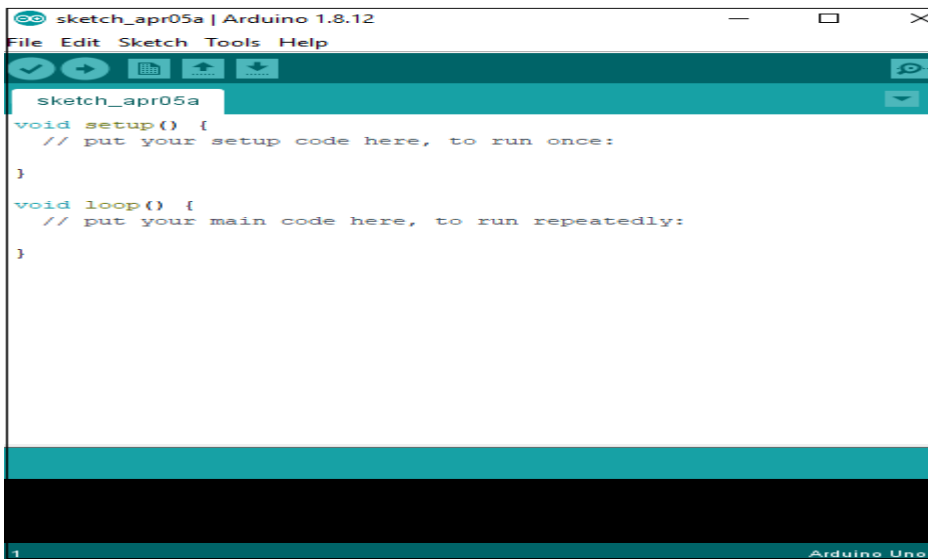 sketch_apr05a | Arduino 1.8.12
File Edit Sketch Tools Help
sketch_apr05a
void setup() {
  // put your setup code here, to run once:
}
void loop() {
  // put your main code here, to run repeatedly:
}
1
Arduino Uno